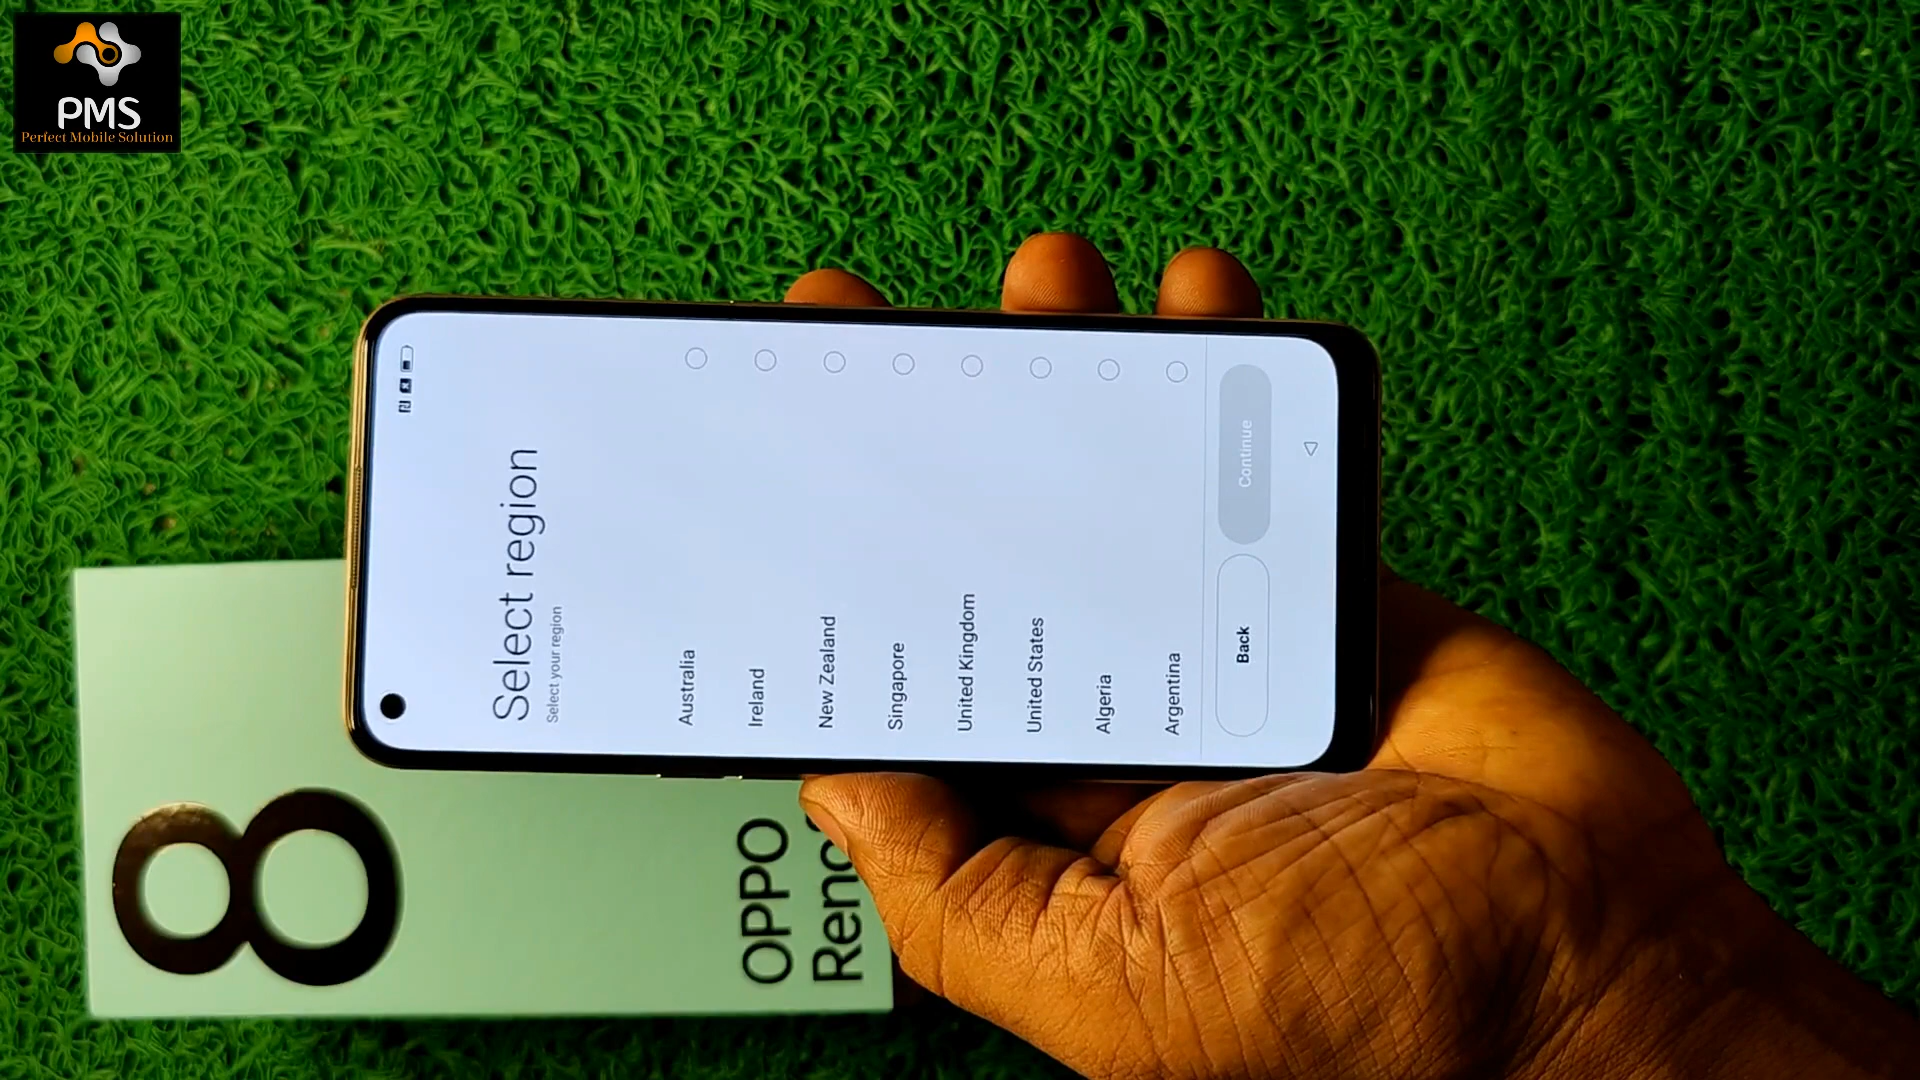 PMS
Perfect Mobile Solution
Select region
Select your region
Australia
Ireland
New Zealand
Singapore
United Kingdom
United States
Algeria
Argentina
Back
Continue
8
OPPO